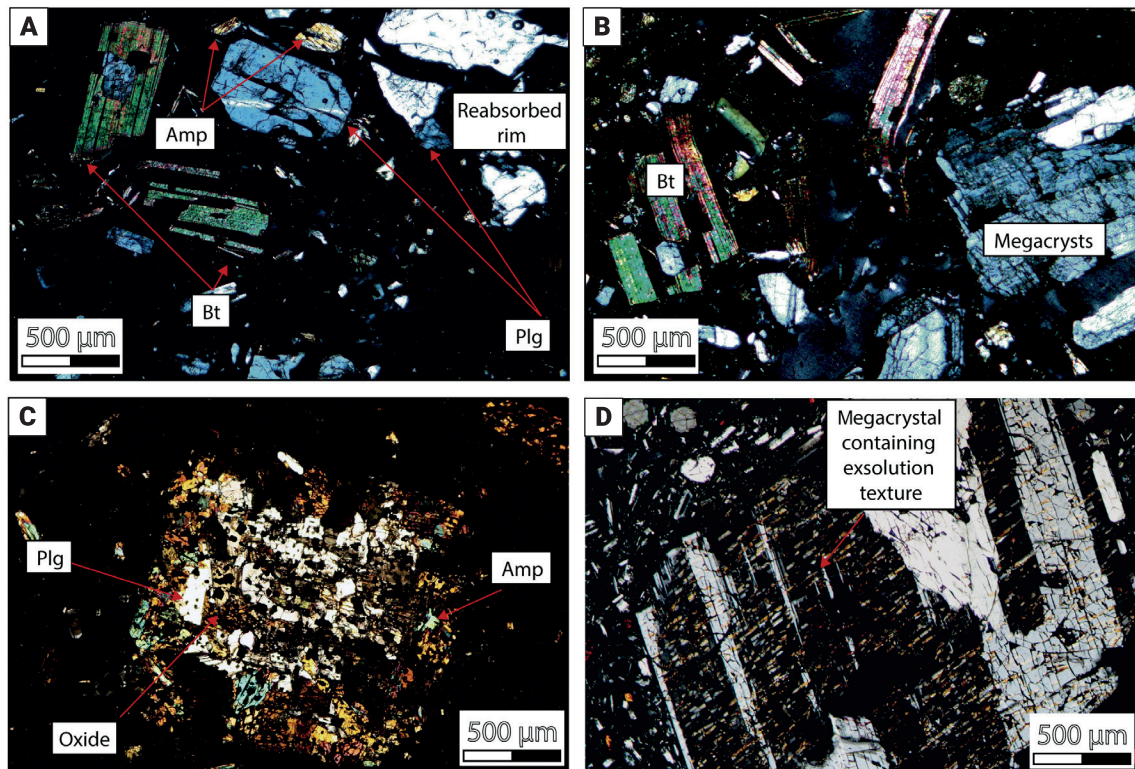 A
Amp
Reabsorbed
rim
Bt
Plg
500 µm
B
Bt
Megacrysts
500 µm
C
Plg
Amp
Oxide
500 µm
D
Megacrystal
containing
exsolution
texture
500 µm